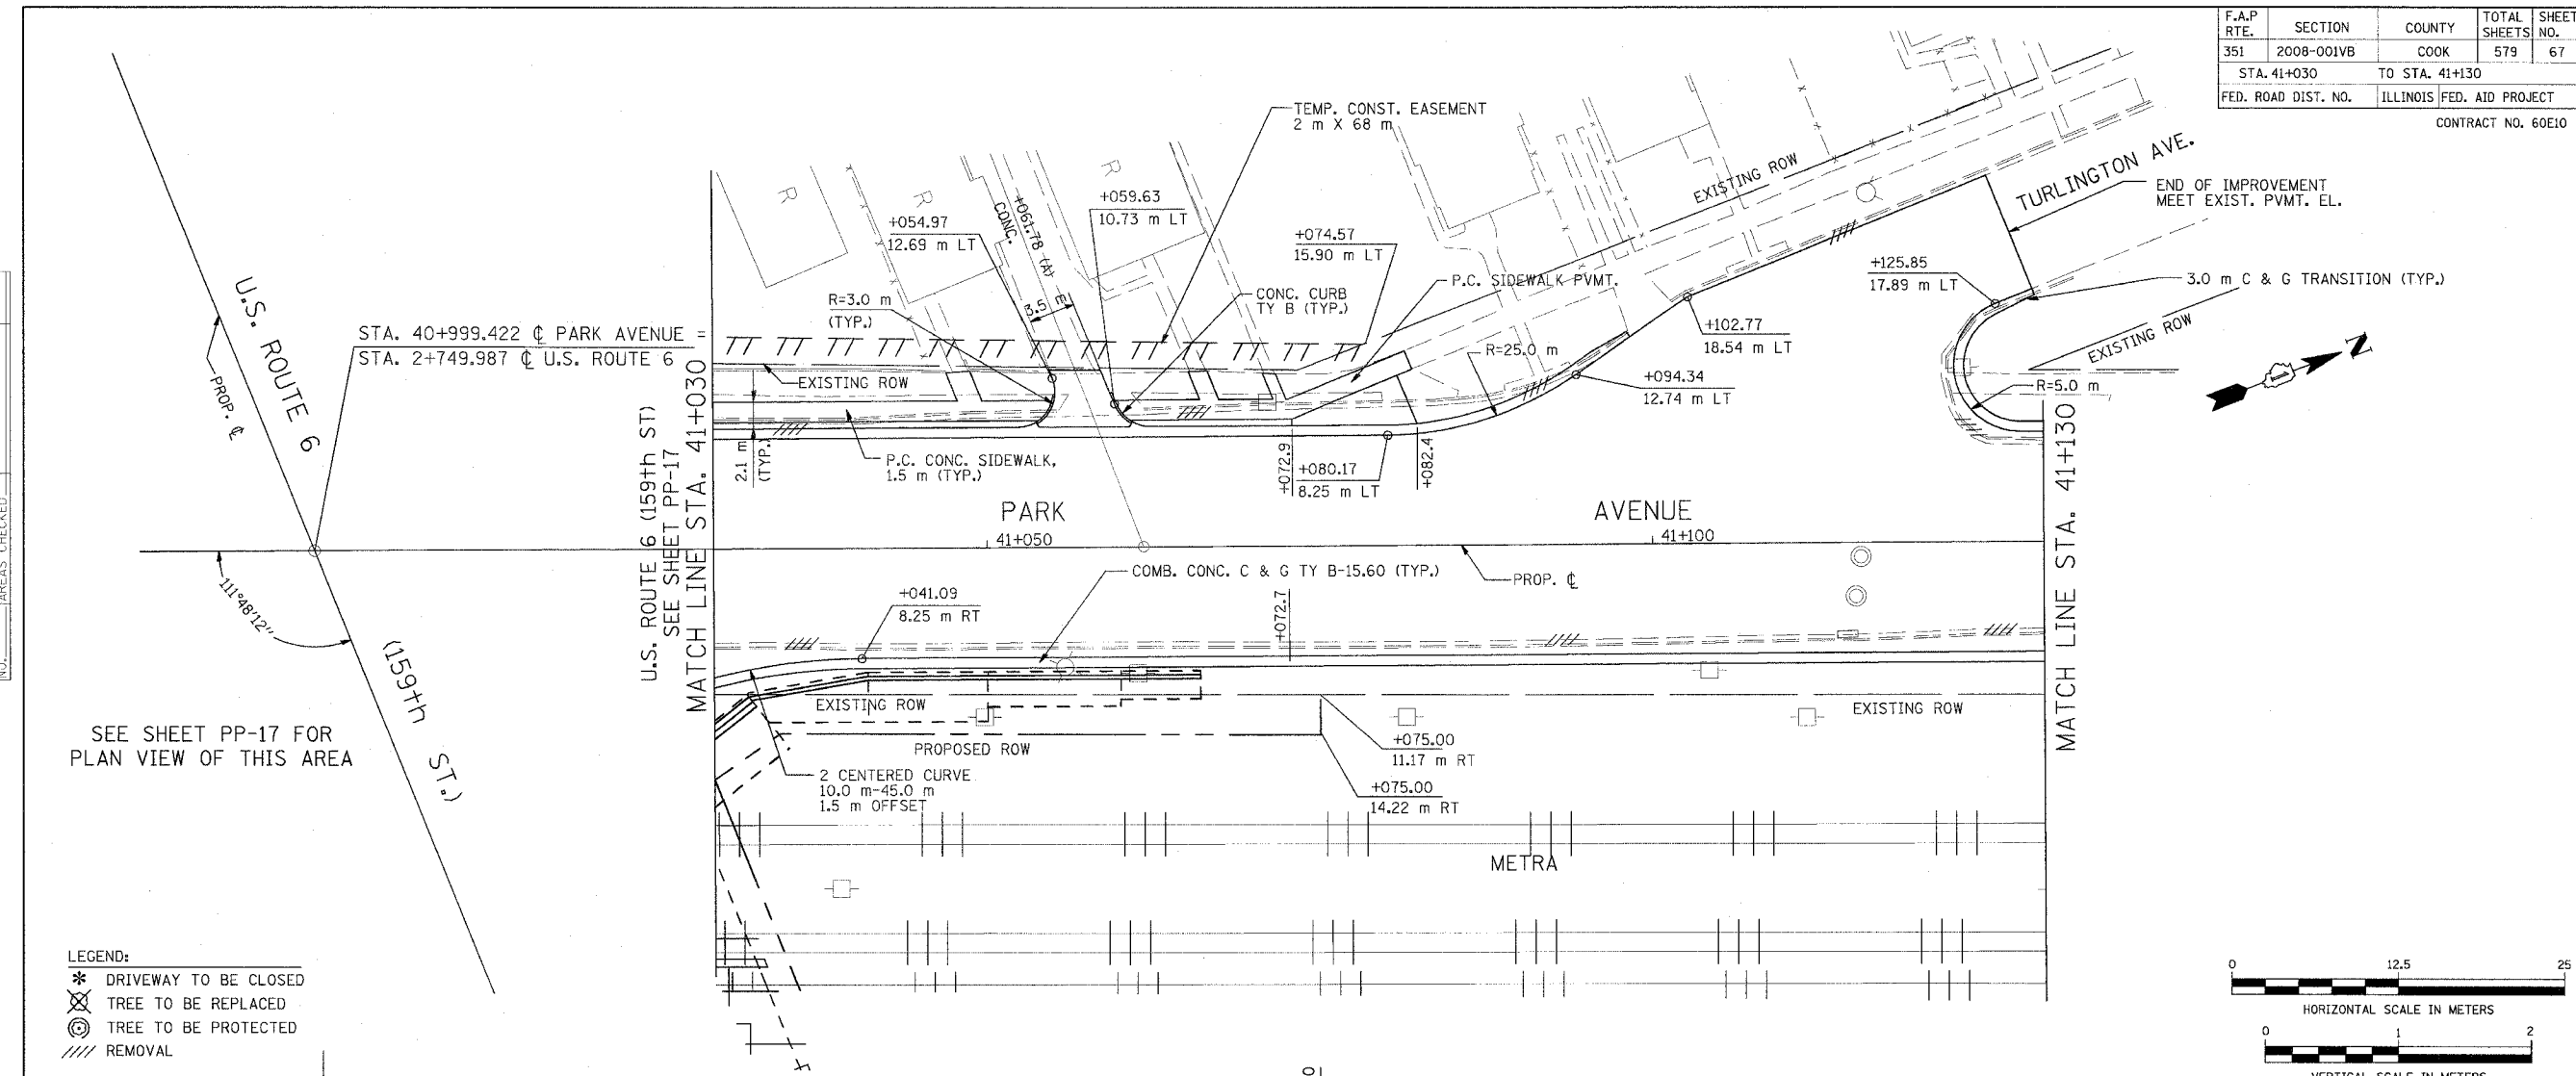 F.A.P RTE. SECTION COUNTY TOTAL SHEETS SHEET NO.
351 2008-001VB COOK 579 67
STA. 41+030 TO STA. 41+130
FED. ROAD DIST. NO. ILLINOIS FED. AID PROJECT
CONTRACT NO. 60E10
TEMP. CONST. EASEMENT
2 m X 68 m
EXISTING ROW
TURLINGTON AVE.
END OF IMPROVEMENT
MEET EXIST. PVMT. EL.
R
R
R
+054.97
12.69 m LT
CONC.
+061.78 (A)
+059.63
10.73 m LT
+074.57
15.90 m LT
P.C. SIDEWALK PVMT.
+125.85
17.89 m LT
3.0 m C & G TRANSITION (TYP.)
U.S. ROUTE 6
PROP. ℄
R=3.0 m
(TYP.)
3.5 m
CONC. CURB
TY B (TYP.)
STA. 40+999.422 ℄ PARK AVENUE =
STA. 2+749.987 ℄ U.S. ROUTE 6
EXISTING ROW
R=25.0 m
+102.77
18.54 m LT
+094.34
12.74 m LT
EXISTING ROW
R=5.0 m
N
2.1 m
(TYP.)
P.C. CONC. SIDEWALK,
1.5 m (TYP.)
+072.9
+080.17
8.25 m LT
+082.4
U.S. ROUTE 6 (159th ST)
SEE SHEET PP-17
MATCH LINE STA. 41+030
MATCH LINE STA. 41+130
PARK AVENUE
41+050
41+100
111°48'12"
COMB. CONC. C & G TY B-15.60 (TYP.)
PROP. ℄
+041.09
8.25 m RT
+072.7
(159th ST.)
EXISTING ROW
EXISTING ROW
PROPOSED ROW
+075.00
11.17 m RT
+075.00
14.22 m RT
2 CENTERED CURVE
10.0 m-45.0 m
1.5 m OFFSET
SEE SHEET PP-17 FOR
PLAN VIEW OF THIS AREA
METRA
LEGEND:
* DRIVEWAY TO BE CLOSED
TREE TO BE REPLACED
TREE TO BE PROTECTED
REMOVAL
0 12.5 25
HORIZONTAL SCALE IN METERS
0 1 2
VERTICAL SCALE IN METERS